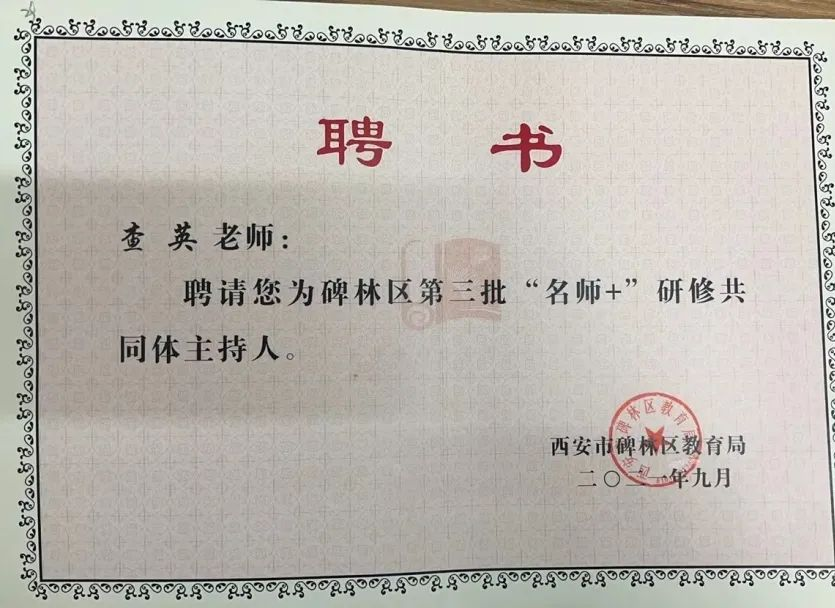 聘 书
查 英 老师：
聘请您为碑林区第三批“名师+”研修共
同体主持人。
西安市碑林区教育局
二〇二一年九月